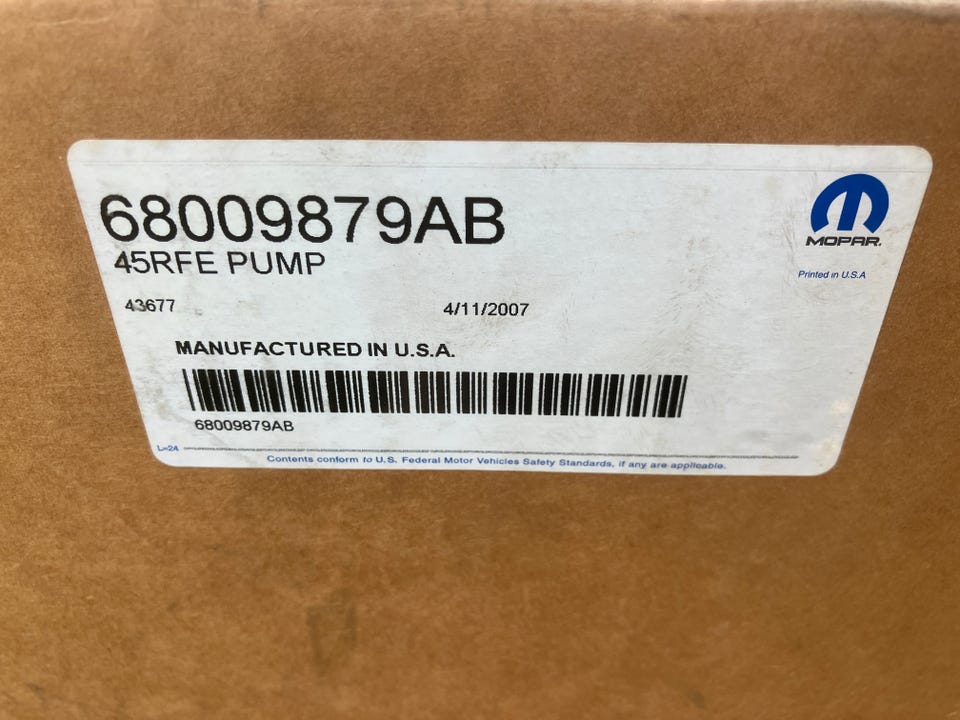 68009879AB
45RFE PUMP
MOPAR.
Printed in U.S.A
43677 4/11/2007
MANUFACTURED IN U.S.A.
68009879AB
L-24
Contents conform to U.S. Federal Motor Vehicles Safety Standards, if any are applicable.